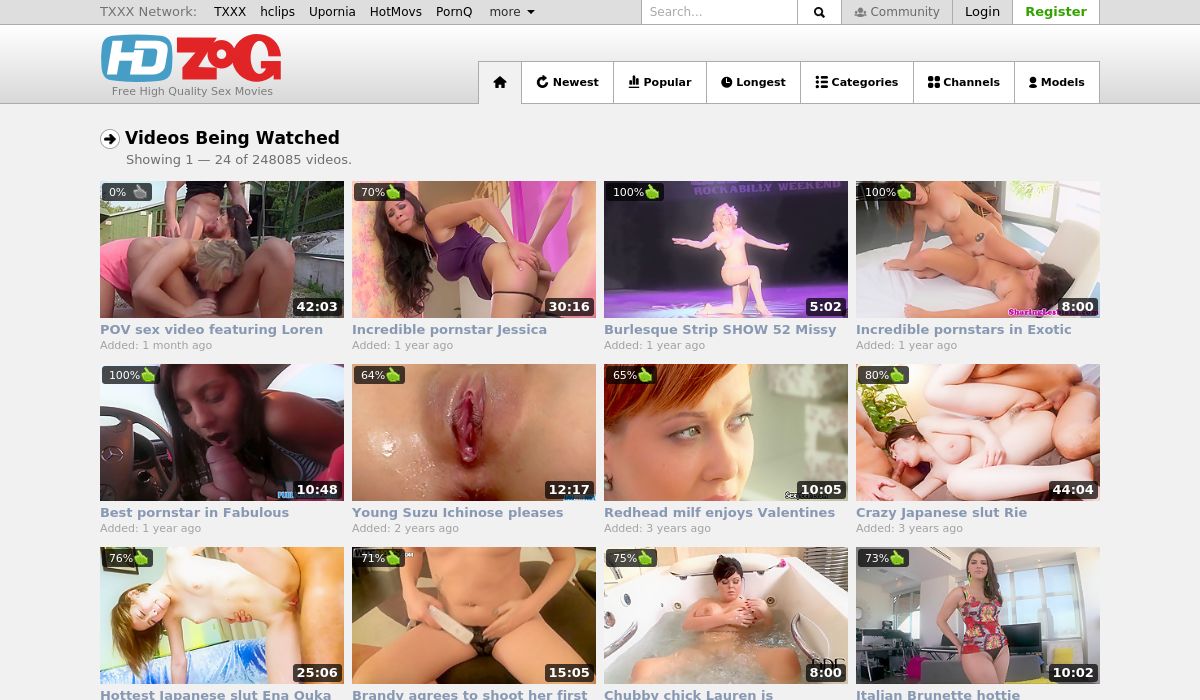 TXXX Network: TXXX hclips Upornia HotMovs PornQ more Search... Community Login Register
HD ZOG
Free High Quality Sex Movies
Newest Popular Longest Categories Channels Models
Videos Being Watched
Showing 1 — 24 of 248085 videos.
0% 70% 100% 100%
ROCKABILLY WEEKEND
42:03 30:16 5:02 8:00
POV sex video featuring Loren Incredible pornstar Jessica Burlesque Strip SHOW 52 Missy Incredible pornstars in Exotic
Added: 1 month ago Added: 1 year ago Added: 1 year ago Added: 1 year ago
100% 64% 65% 80%
10:48 12:17 10:05 44:04
Best pornstar in Fabulous Young Suzu Ichinose pleases Redhead milf enjoys Valentines Crazy Japanese slut Rie
Added: 1 year ago Added: 2 years ago Added: 3 years ago Added: 3 years ago
76% 71% 75% 73%
25:06 15:05 8:00 10:02
Hottest Japanese slut Ena Ouka Brandy agrees to shoot her first Chubby chick Lauren is Italian Brunette hottie